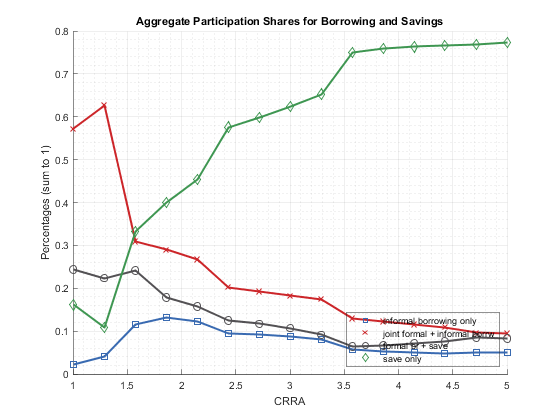 Aggregate Participation Shares for Borrowing and Savings
Percentages (sum to 1)
0.8
0.7
0.6
0.5
0.4
0.3
0.2
0.1
0
1
1.5
2
2.5
3
3.5
4
4.5
5
CRRA
informal borrowing only
joint formal + informal
formal + save
save only